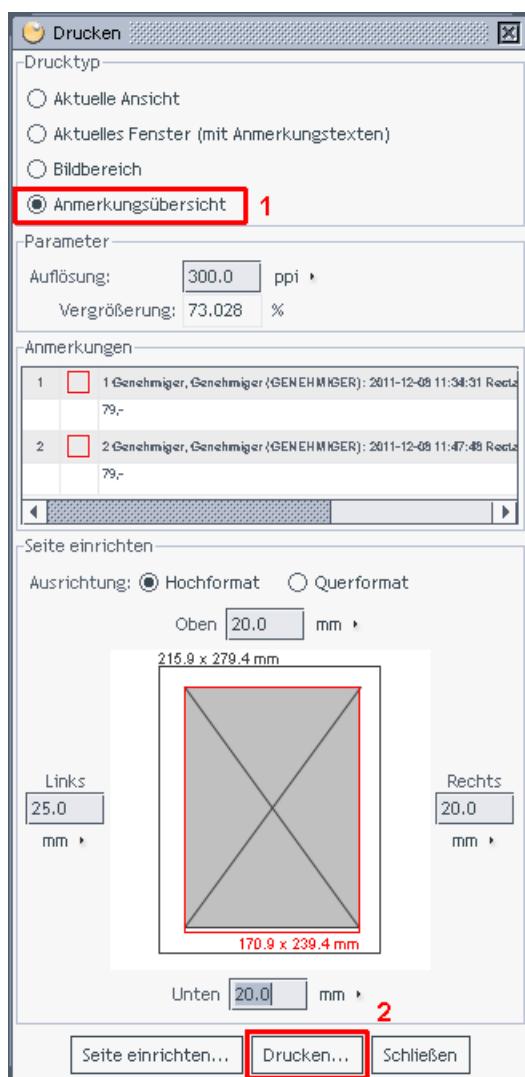 Drucken
Drucktyp
Aktuelle Ansicht
Aktuelles Fenster (mit Anmerkungstexten)
Bildbereich
Anmerkungsübersicht 1
Parameter
Auflösung: 300.0 ppi
Vergrößerung: 73.028 %
Anmerkungen
1 1 Genehmiger, Genehmiger (GENEHMIGER): 2011-12-08 11:34:31 Recta
79,-
2 2 Genehmiger, Genehmiger (GENEHMIGER): 2011-12-08 11:47:48 Recta
79,-
Seite einrichten
Ausrichtung: Hochformat Querformat
Oben 20.0 mm
215.9 x 279.4 mm
Links Rechts
25.0 20.0
mm mm
170.9 x 239.4 mm
Unten 20.0 mm
2
Seite einrichten... Drucken... Schließen